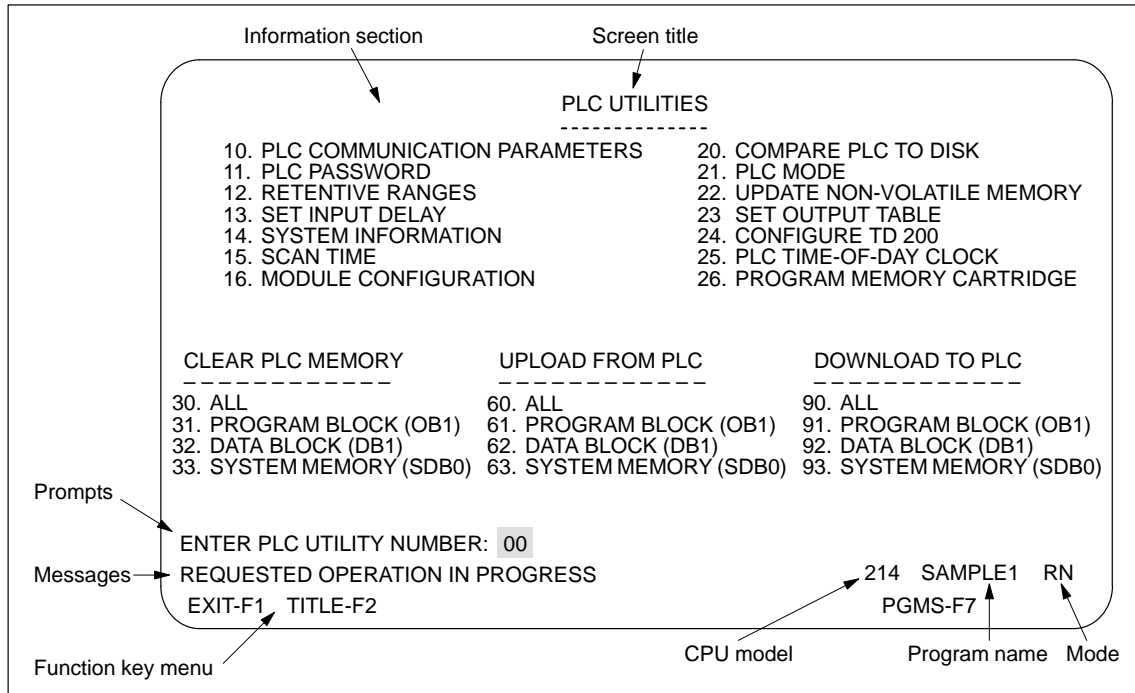 Information section
Screen title
PLC UTILITIES
10. PLC COMMUNICATION PARAMETERS
11. PLC PASSWORD
12. RETENTIVE RANGES
13. SET INPUT DELAY
14. SYSTEM INFORMATION
15. SCAN TIME
16. MODULE CONFIGURATION
20. COMPARE PLC TO DISK
21. PLC MODE
22. UPDATE NON-VOLATILE MEMORY
23 SET OUTPUT TABLE
24. CONFIGURE TD 200
25. PLC TIME-OF-DAY CLOCK
26. PROGRAM MEMORY CARTRIDGE
CLEAR PLC MEMORY
30. ALL
31. PROGRAM BLOCK (OB1)
32. DATA BLOCK (DB1)
33. SYSTEM MEMORY (SDB0)
UPLOAD FROM PLC
60. ALL
61. PROGRAM BLOCK (OB1)
62. DATA BLOCK (DB1)
63. SYSTEM MEMORY (SDB0)
DOWNLOAD TO PLC
90. ALL
91. PROGRAM BLOCK (OB1)
92. DATA BLOCK (DB1)
93. SYSTEM MEMORY (SDB0)
Prompts
ENTER PLC UTILITY NUMBER: 00
Messages
REQUESTED OPERATION IN PROGRESS
214 SAMPLE1 RN
EXIT-F1 TITLE-F2
PGMS-F7
Function key menu
CPU model
Program name
Mode